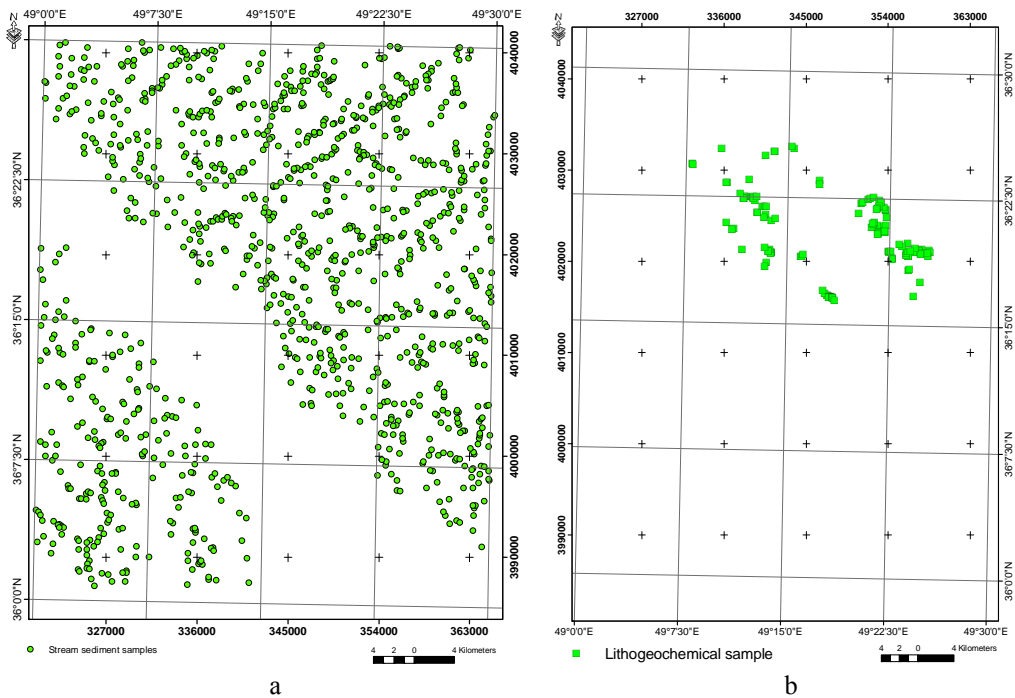 49°0'0"E 49°7'30"E 49°15'0"E 49°22'30"E 49°30'0"E
N
4040000
4030000
36°22'30"N
4020000
36°15'0"N
4010000
36°7'30"N
4000000
3990000
36°0'0"N
327000 336000 345000 354000 363000
Stream sediment samples
4 2 0 4 Kilometers
a
N
327000 336000 345000 354000 363000
36°30'0"N
4040000
4030000
36°22'30"N
4020000
36°15'0"N
4010000
4000000
36°7'30"N
3990000
36°0'0"N
49°0'0"E 49°7'30"E 49°15'0"E 49°22'30"E 49°30'0"E
Lithogeochemical sample
4 2 0 4 Kilometers
b